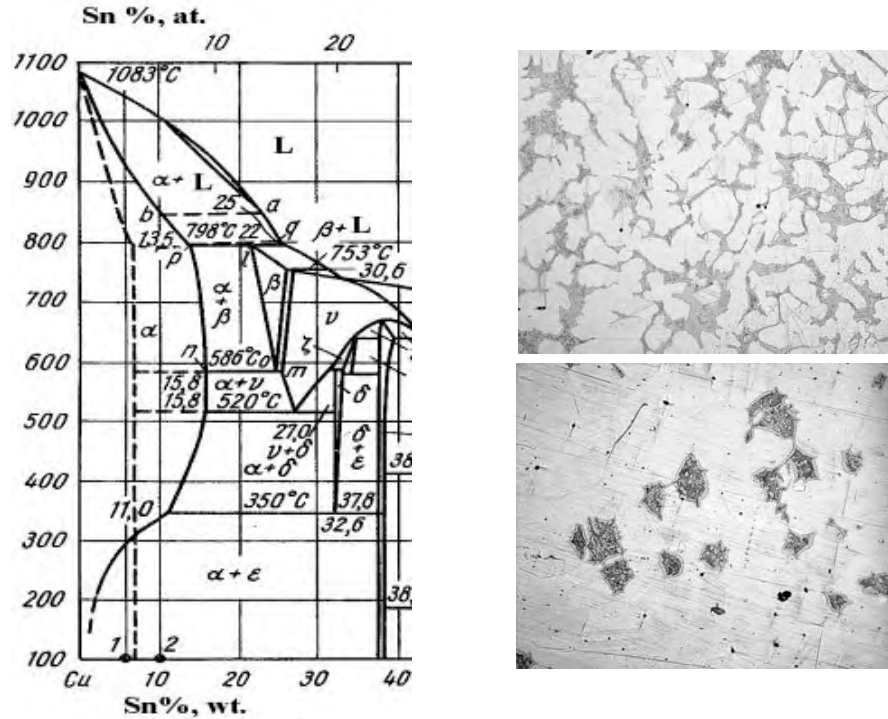 Sn %, at.
10 20
1100
1083°C
1000
L
900
α+L
25 a
b
β+L
798°C 22 q
800
13,5 l
753°C
p
30,6
700
α
+
β
β
ν
α
ζ
600
n 586°C o
m
15,8 α+ν
δ
15,8 520°C
500
27,0
δ
ν+δ
+
α+δ
ε
400
38
11,0
350°C 37,8
32,6
300
α+ε
200
38,
1 2
100
Cu 10 20 30 40
Sn%, wt.